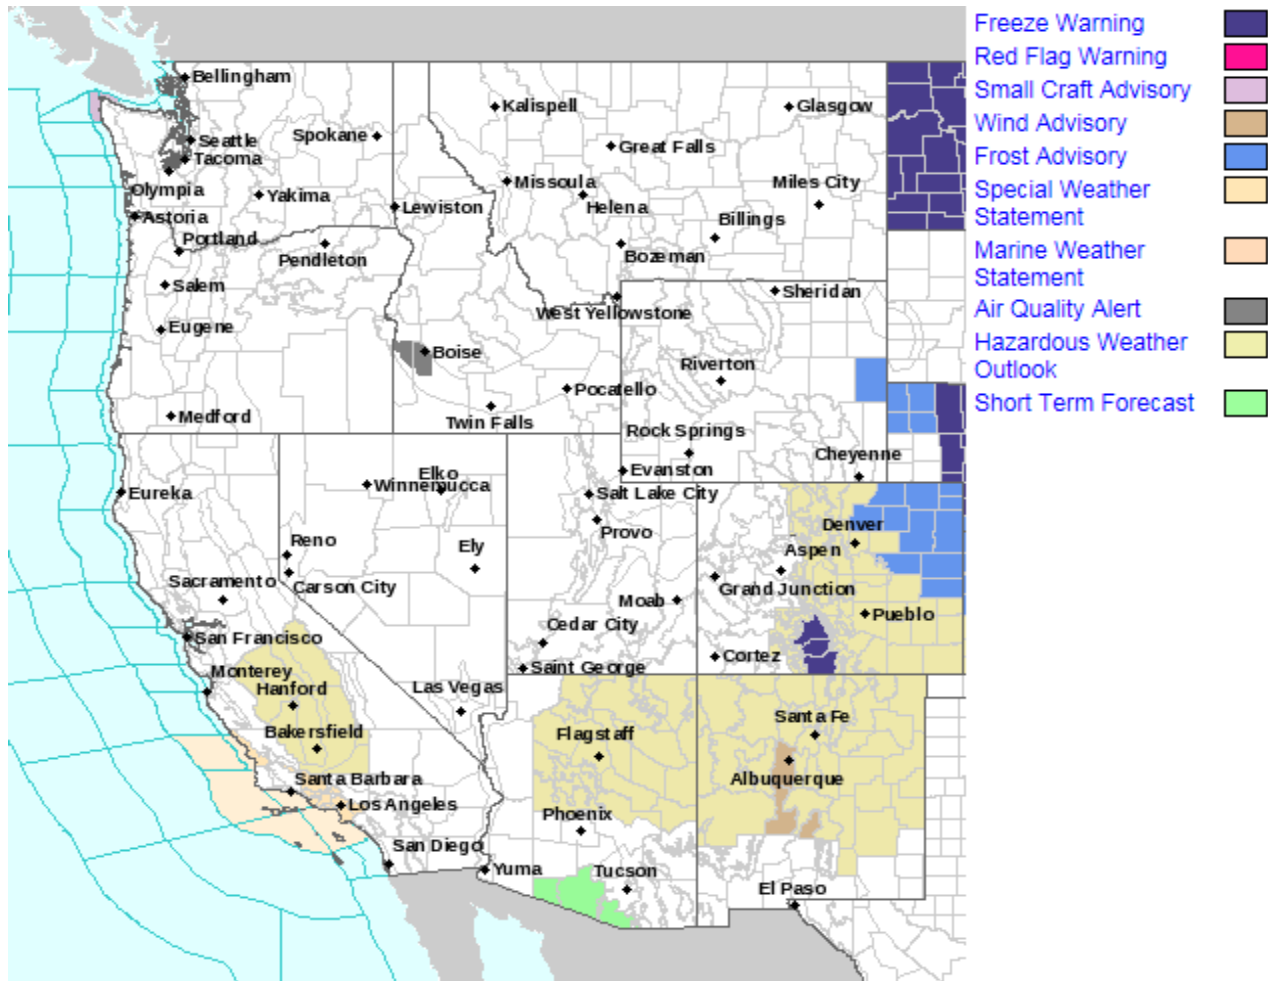 Bellingham
Seattle
Tacoma
Spokane
Olympia
Yakima
Astoria
Lewiston
Portland
Pendleton
Salem
Eugene
Medford
Kalispell
Glasgow
Great Falls
Missoula
Helena
Miles City
Billings
Bozeman
West Yellowstone
Sheridan
Boise
Pocatello
Twin Falls
Riverton
Rock Springs
Evanston
Cheyenne
Eureka
Elko
Winnemucca
Salt Lake City
Provo
Reno
Carson City
Ely
Sacramento
San Francisco
Monterey
Hanford
Bakersfield
Las Vegas
Moab
Cedar City
Saint George
Denver
Aspen
Grand Junction
Pueblo
Cortez
Santa Barbara
Los Angeles
San Diego
Yuma
Flagstaff
Phoenix
Tucson
Santa Fe
Albuquerque
El Paso
Freeze Warning
Red Flag Warning
Small Craft Advisory
Wind Advisory
Frost Advisory
Special Weather
Statement
Marine Weather
Statement
Air Quality Alert
Hazardous Weather
Outlook
Short Term Forecast